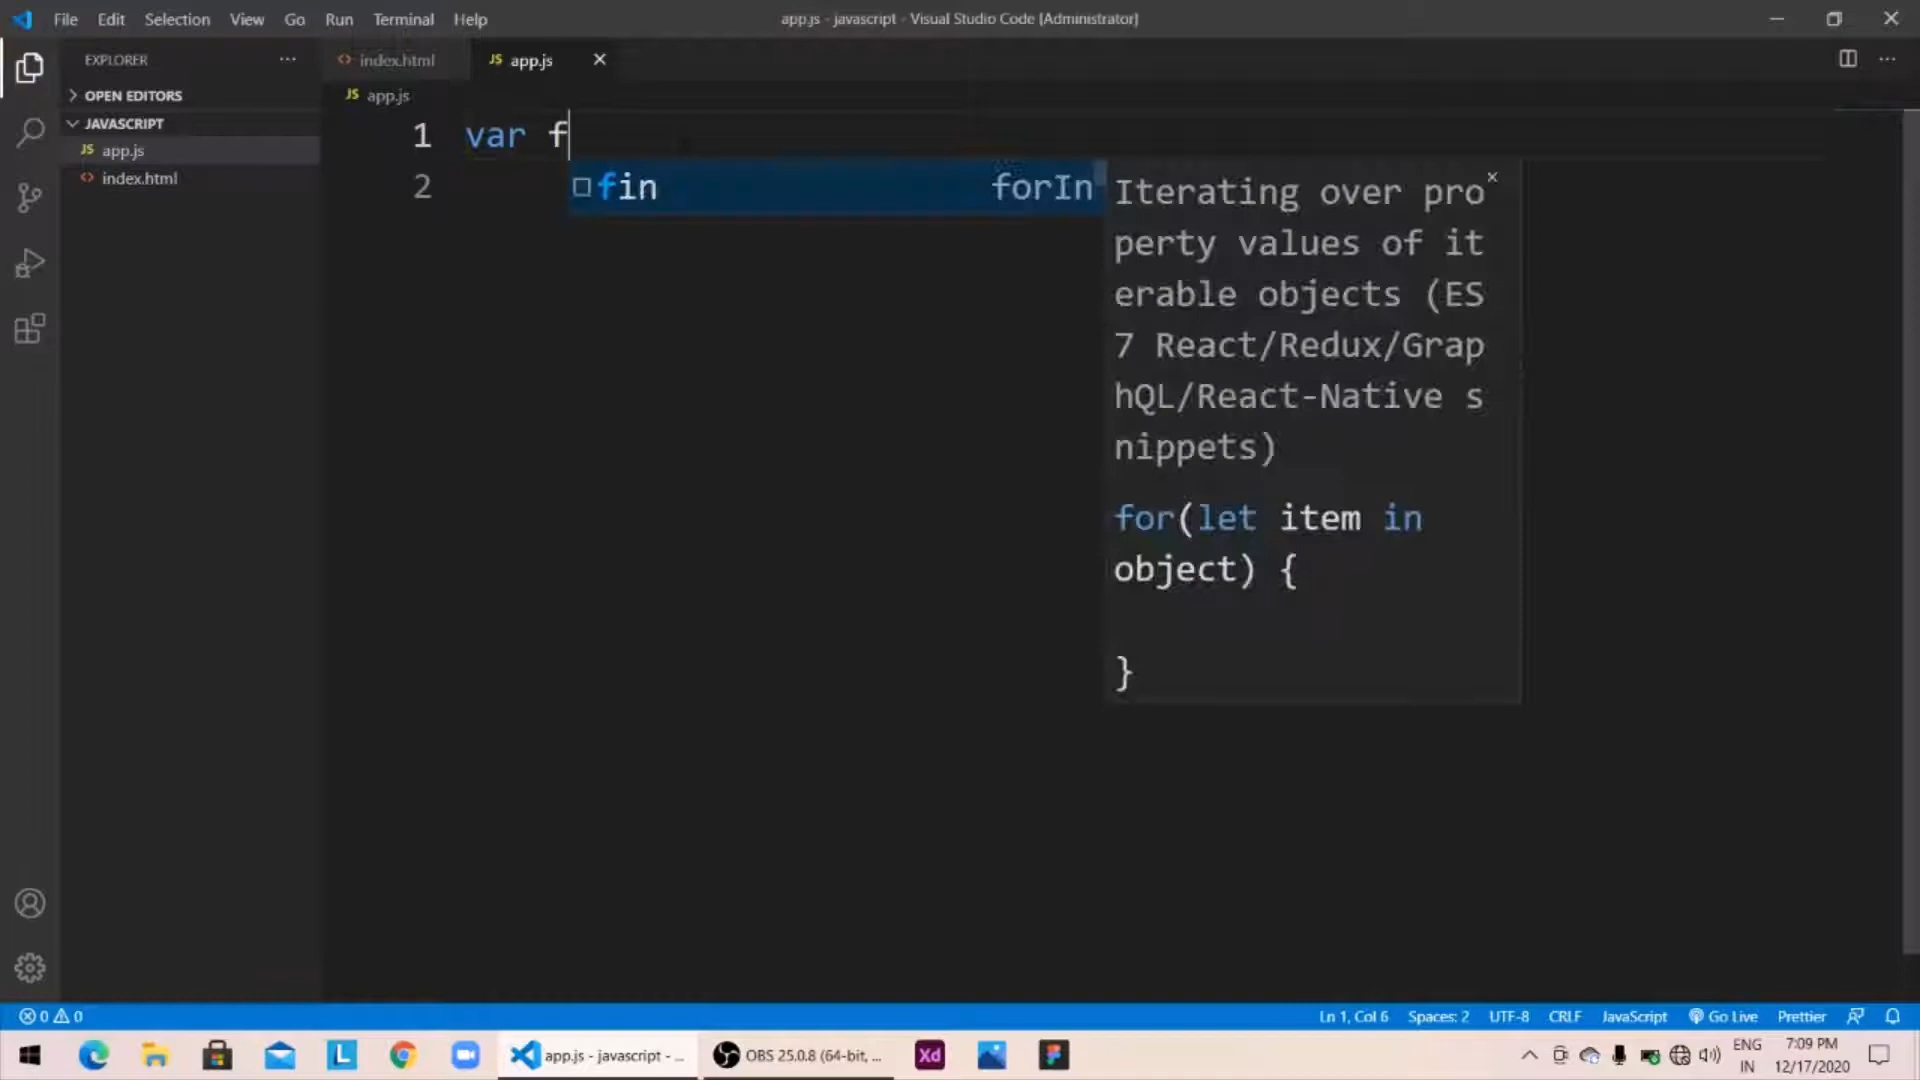 File Edit Selection View Go Run Terminal Help
app.js - javascript - Visual Studio Code [Administrator]
EXPLORER
index.html
JS app.js
OPEN EDITORS
JS app.js
JAVASCRIPT
JS app.js
index.html
1 var f
2
fin forIn
Iterating over pro
perty values of it
erable objects (ES
7 React/Redux/Grap
hQL/React-Native s
nippets)
for(let item in
object) {
}
0 0
Ln 1, Col 6 Spaces: 2 UTF-8 CRLF JavaScript Go Live Prettier
L
app.js - javascript - ...
OBS 25.0.8 (64-bit, ...
Xd
ENG
IN
7:09 PM
12/17/2020